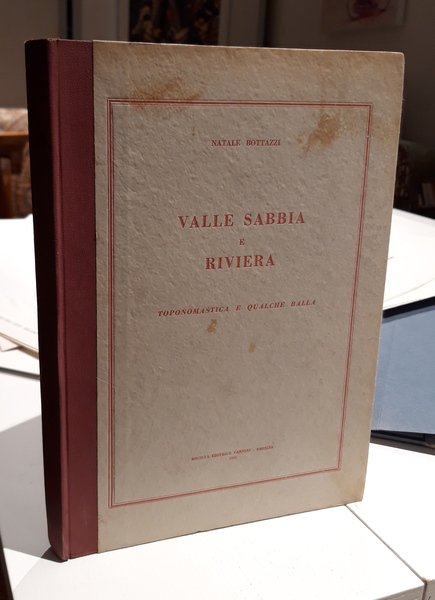 NATALE BOTTAZZI
VALLE SABBIA
E
RIVIERA
TOPONOMASTICA E QUALCHE BALLA
SOCIETÀ EDITRICE VANNINI - BRESCIA